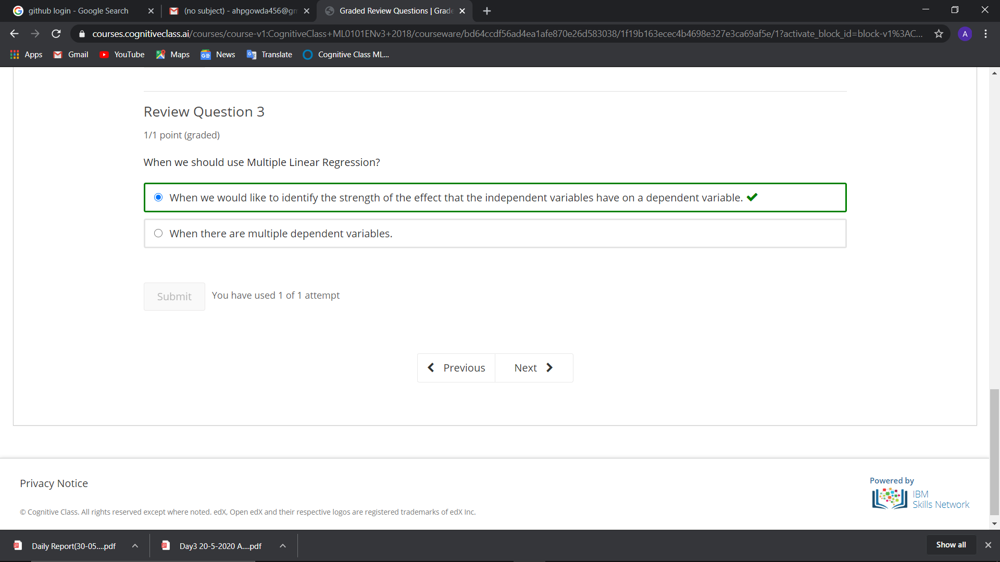 github login - Google Search
(no subject) - ahpgowda456@gm
Graded Review Questions | Grade
courses.cognitiveclass.ai/courses/course-v1:CognitiveClass+ML0101ENv3+2018/courseware/bd64ccdf56ad4ea1afe870e26d583038/1f19b163ecec4b4698e327e3ca69af5e/1?activate_block_id=block-v1%3AC...
A
Apps
Gmail
YouTube
Maps
News
Translate
Cognitive Class ML...
Review Question 3
1/1 point (graded)
When we should use Multiple Linear Regression?
When we would like to identify the strength of the effect that the independent variables have on a dependent variable.
When there are multiple dependent variables.
Submit
You have used 1 of 1 attempt
Previous
Next
Privacy Notice
Powered by
IBM
Skills Network
© Cognitive Class. All rights reserved except where noted. edX, Open edX and their respective logos are registered trademarks of edX Inc.
Daily Report(30-05....pdf
Day3 20-5-2020 A....pdf
Show all